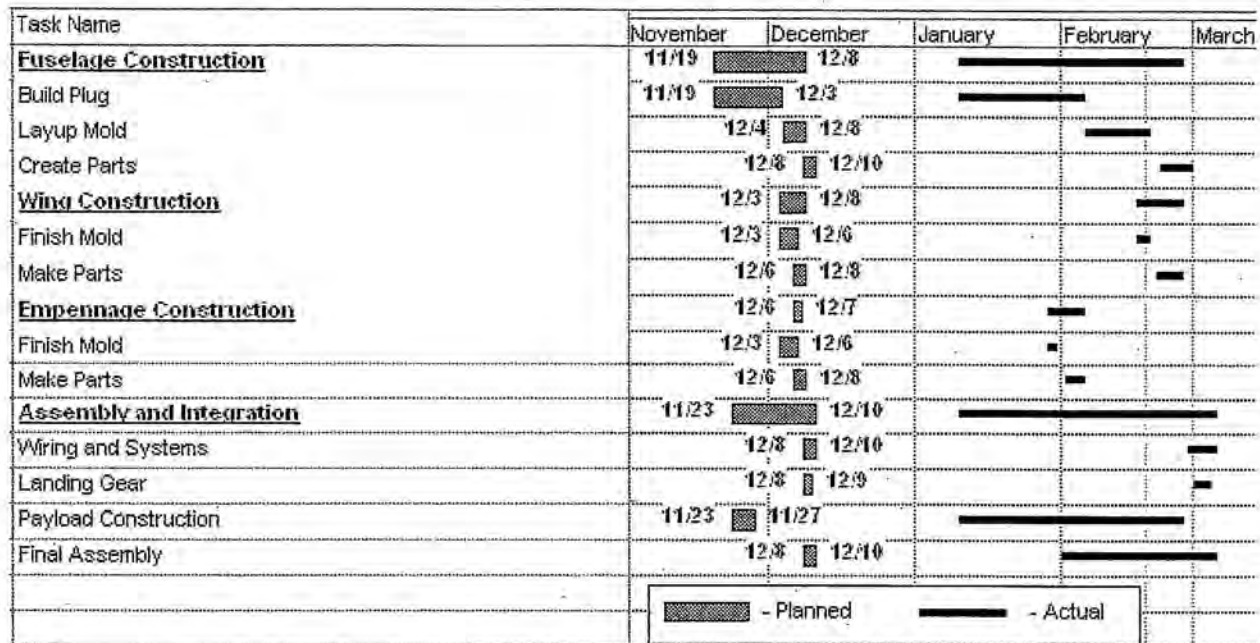 Task Name
November December January February March
Fuselage Construction 11/19 12/8
Build Plug 11/19 12/3
Layup Mold 12/4 12/8
Create Parts 12/8 12/10
Wing Construction 12/3 12/8
Finish Mold 12/3 12/6
Make Parts 12/6 12/8
Empennage Construction 12/6 12/7
Finish Mold 12/3 12/6
Make Parts 12/6 12/8
Assembly and Integration 11/23 12/10
Wiring and Systems 12/8 12/10
Landing Gear 12/8 12/9
Payload Construction 11/23 11/27
Final Assembly 12/8 12/10
- Planned - Actual